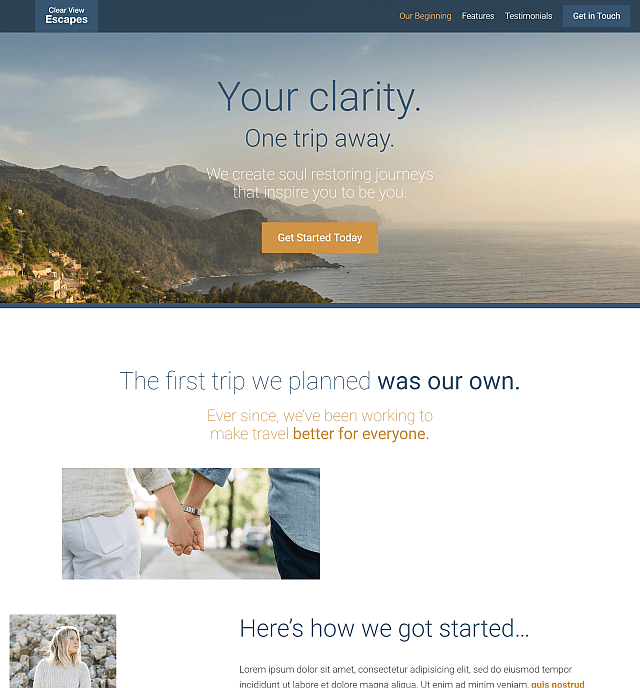 Clear View
Escapes
Our Beginning
Features
Testimonials
Get in Touch
Your clarity.
One trip away.
We create soul restoring journeys
that inspire you to be you.
Get Started Today
The first trip we planned was our own.
Ever since, we’ve been working to
make travel better for everyone.
Here’s how we got started…
Lorem ipsum dolor sit amet, consectetur adipisicing elit, sed do eiusmod tempor
incididunt ut labore et dolore magna aliqua. Ut enim ad minim veniam, quis nostrud